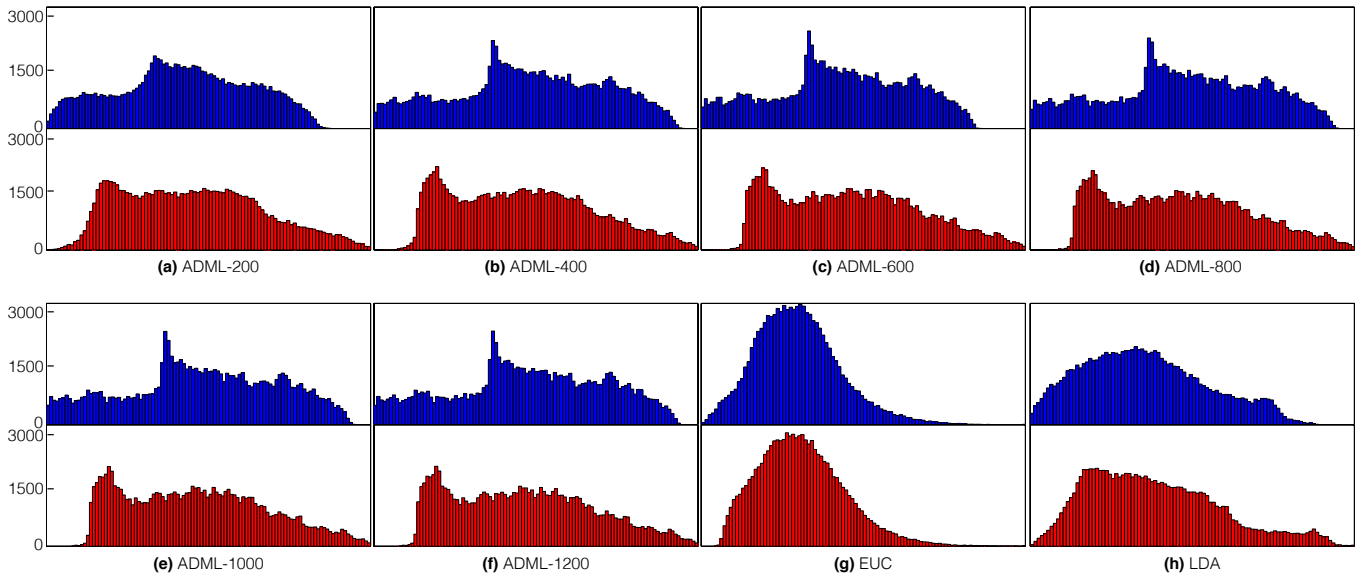 3000
1500
0
3000
1500
0
(a) ADML-200
(b) ADML-400
(c) ADML-600
(d) ADML-800
3000
1500
0
3000
1500
0
(e) ADML-1000
(f) ADML-1200
(g) EUC
(h) LDA